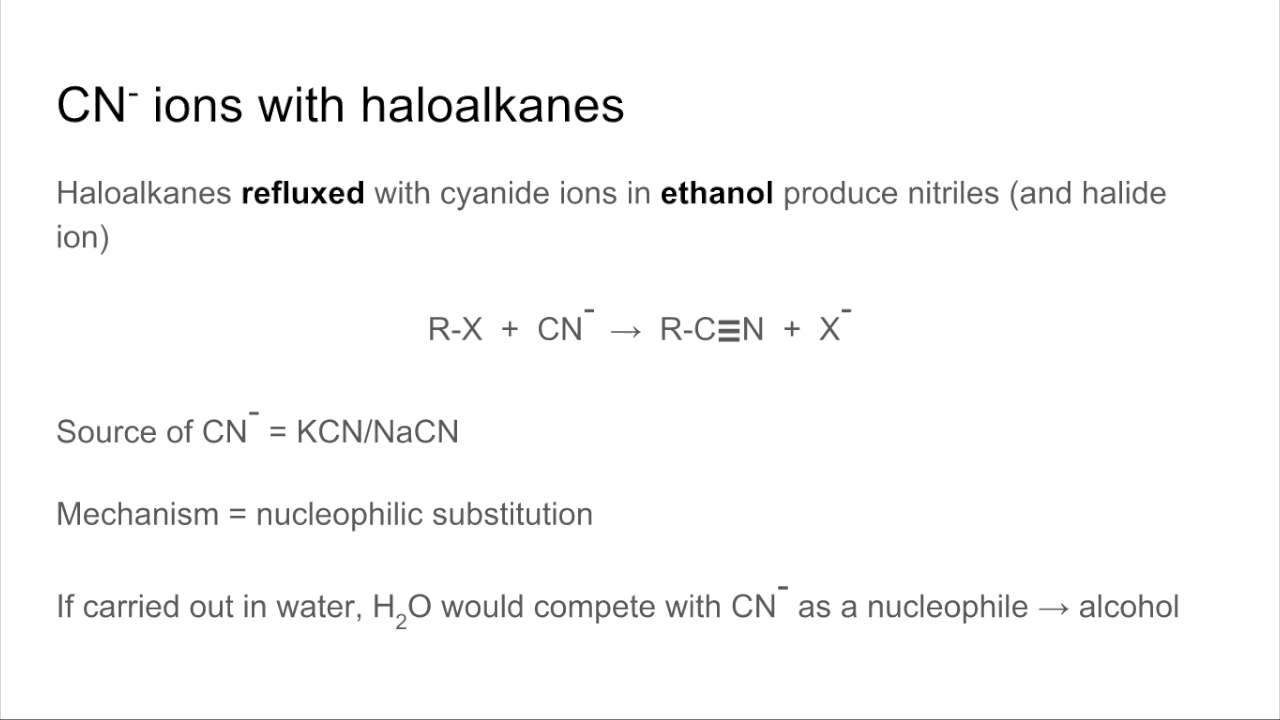 CN⁻ ions with haloalkanes
Haloalkanes refluxed with cyanide ions in ethanol produce nitriles (and halide
ion)
R-X + CN⁻ → R-C≡N + X⁻
Source of CN⁻ = KCN/NaCN
Mechanism = nucleophilic substitution
If carried out in water, H₂O would compete with CN⁻ as a nucleophile → alcohol